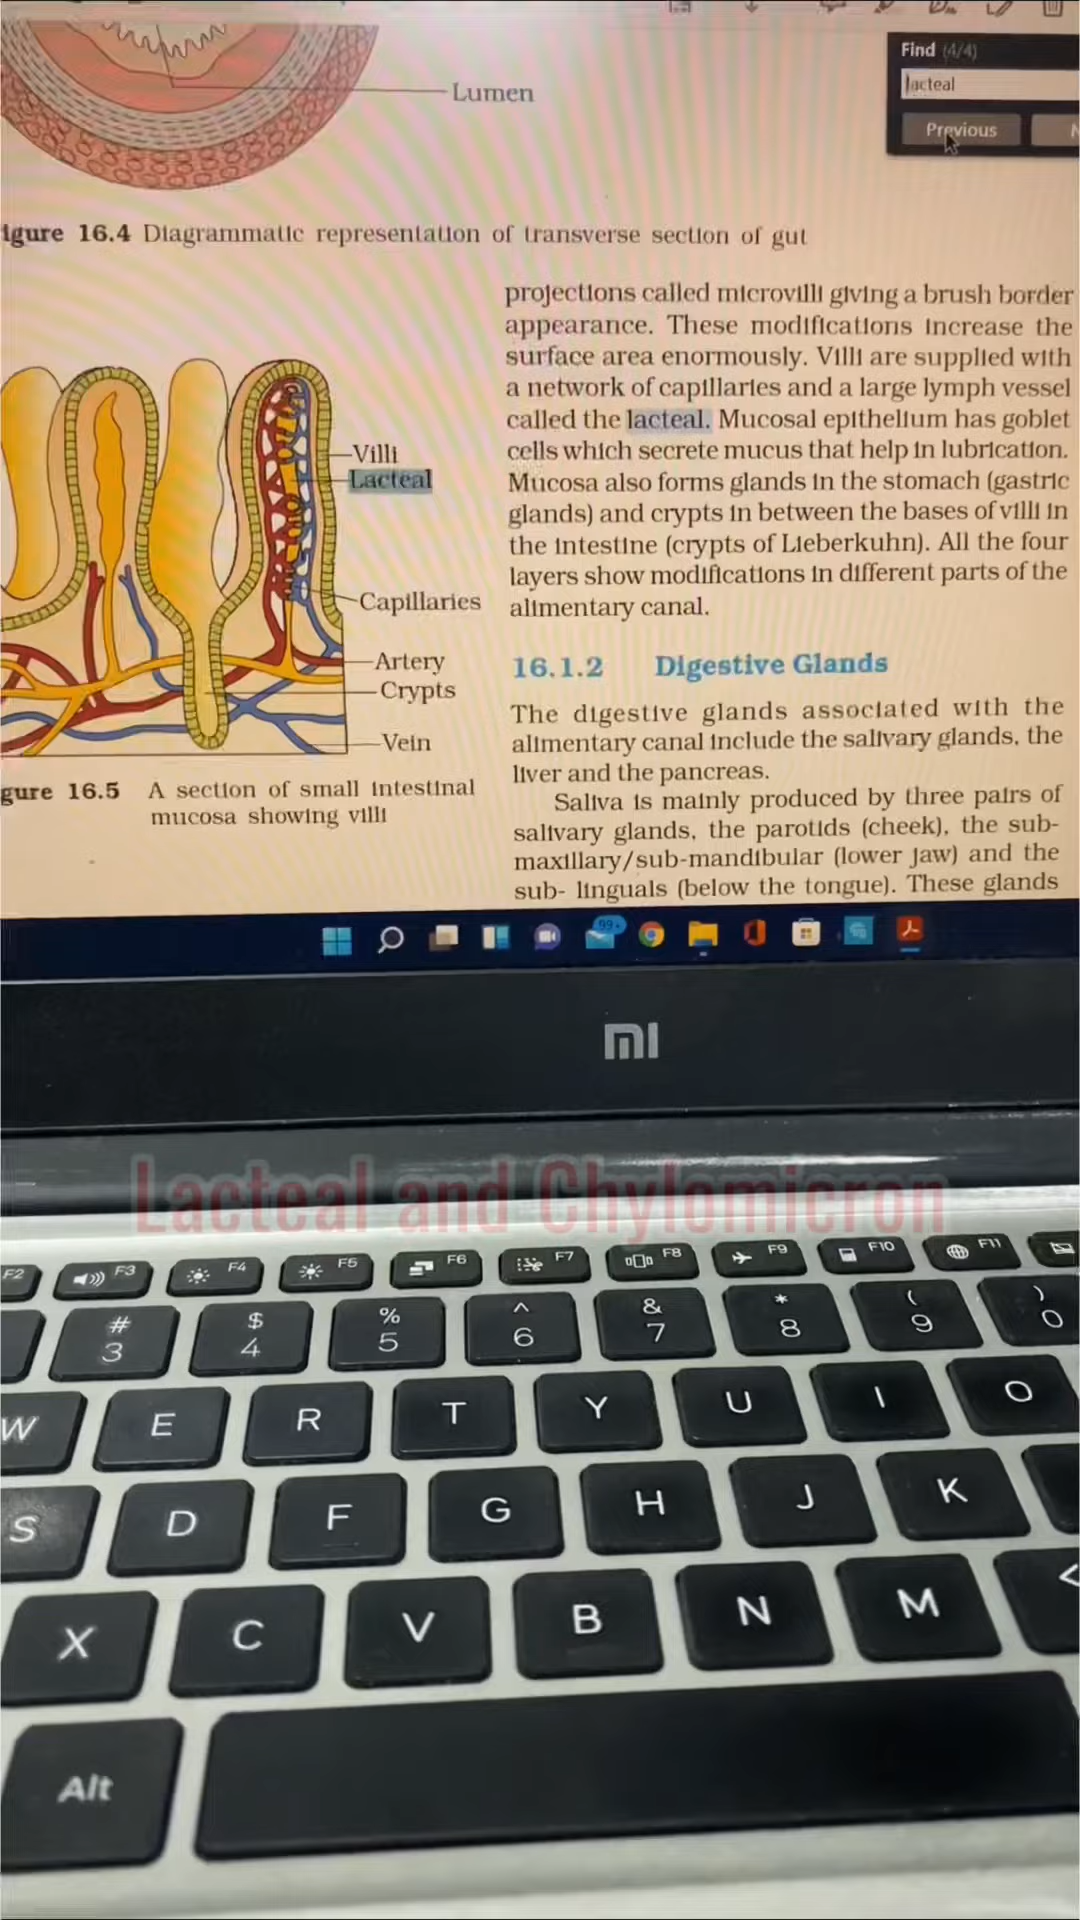 Lumen
Find (4/4)
lacteal
Previous
igure 16.4 Diagrammatic representation of transverse section of gut
projections called microvilli giving a brush border
appearance. These modifications increase the
surface area enormously. Villi are supplied with
a network of capillaries and a large lymph vessel
called the lacteal. Mucosal epithelium has goblet
cells which secrete mucus that help in lubrication.
Mucosa also forms glands in the stomach (gastric
glands) and crypts in between the bases of villi in
the intestine (crypts of Lieberkuhn). All the four
layers show modifications in different parts of the
alimentary canal.
Villi
Lacteal
Capillaries
Artery
Crypts
Vein
gure 16.5 A section of small intestinal
mucosa showing villi
16.1.2 Digestive Glands
The digestive glands associated with the
alimentary canal include the salivary glands, the
liver and the pancreas.
Saliva is mainly produced by three pairs of
salivary glands, the parotids (cheek), the sub-
maxillary/sub-mandibular (lower jaw) and the
sub- linguals (below the tongue). These glands
99+
mi
Lacteal and Chylomicron
F2 F3 F4 F5 F6 F7 F8 F9 F10 F11
# $ % ^ & * ( )
3 4 5 6 7 8 9 0
W E R T Y U I O
S D F G H J K
X C V B N M <
Alt